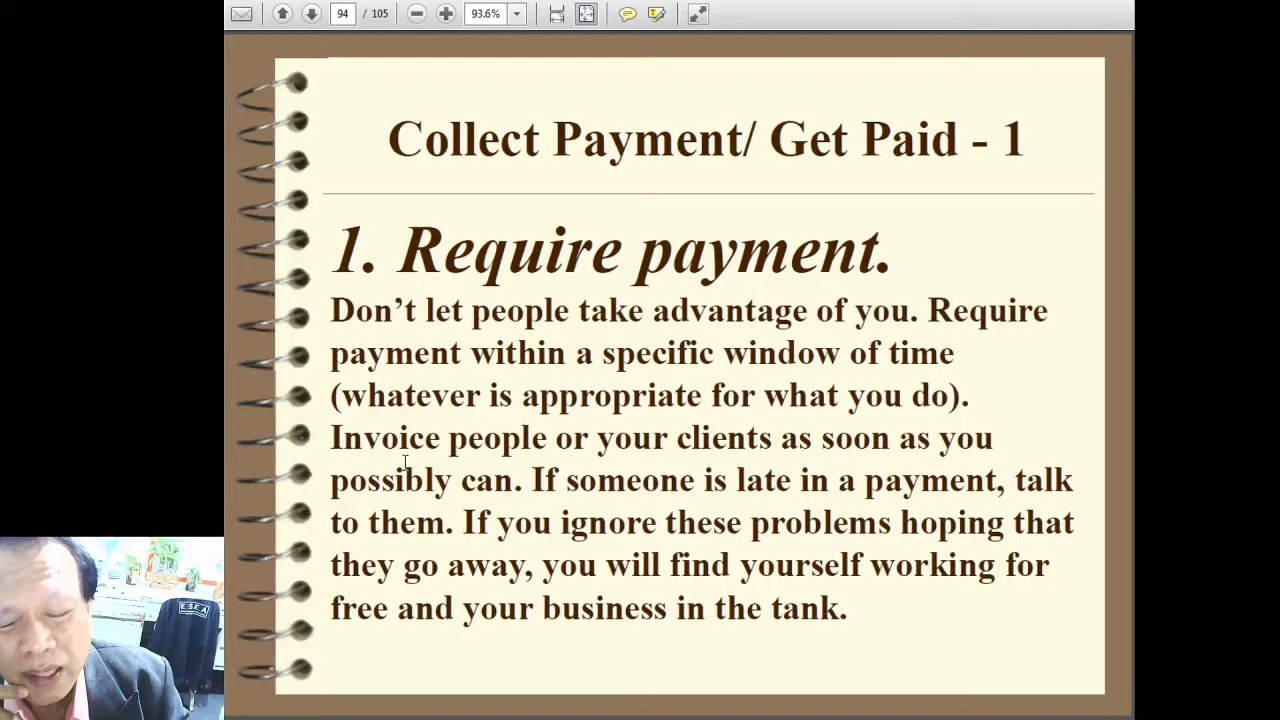 94 / 105 93.6%
Collect Payment/ Get Paid - 1
1. Require payment.
Don’t let people take advantage of you. Require
payment within a specific window of time
(whatever is appropriate for what you do).
Invoice people or your clients as soon as you
possibly can. If someone is late in a payment, talk
to them. If you ignore these problems hoping that
they go away, you will find yourself working for
free and your business in the tank.